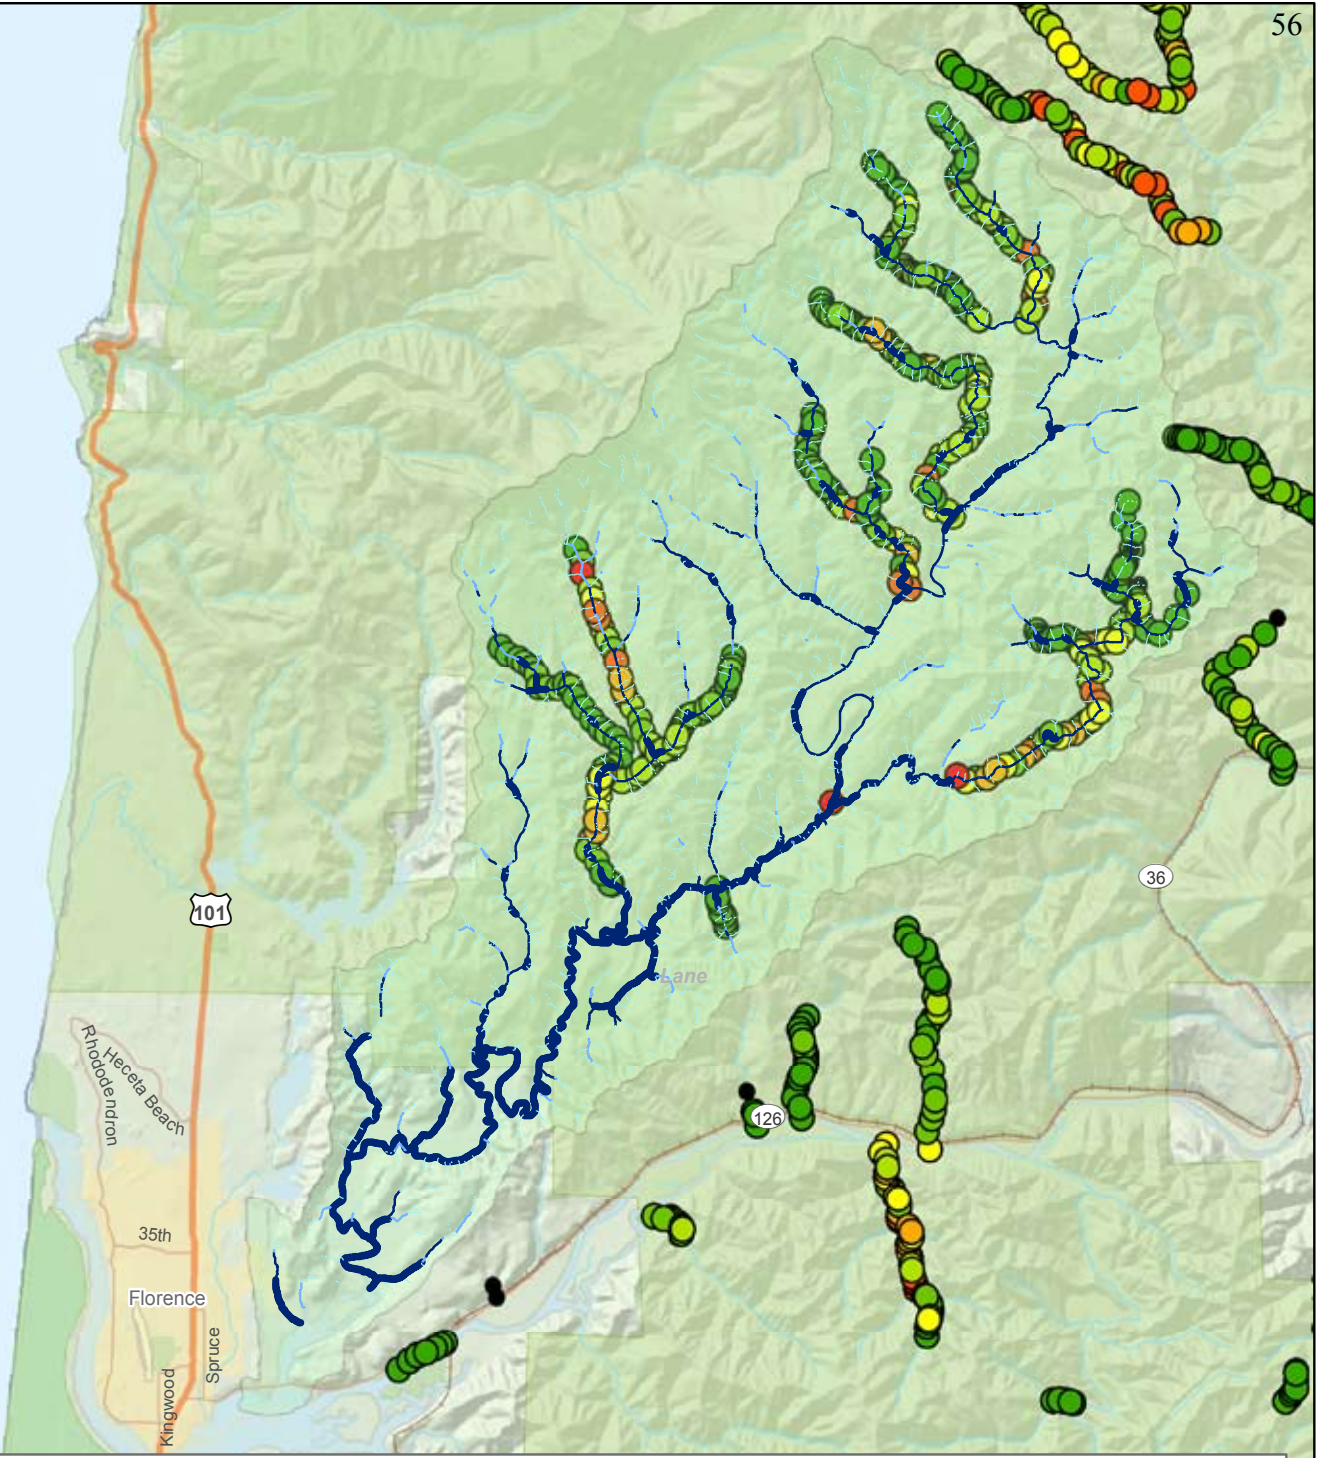 56
101
36
Lane
Heceta Beach
Rhododendron
126
35th
Florence
Spruce
Kingwood